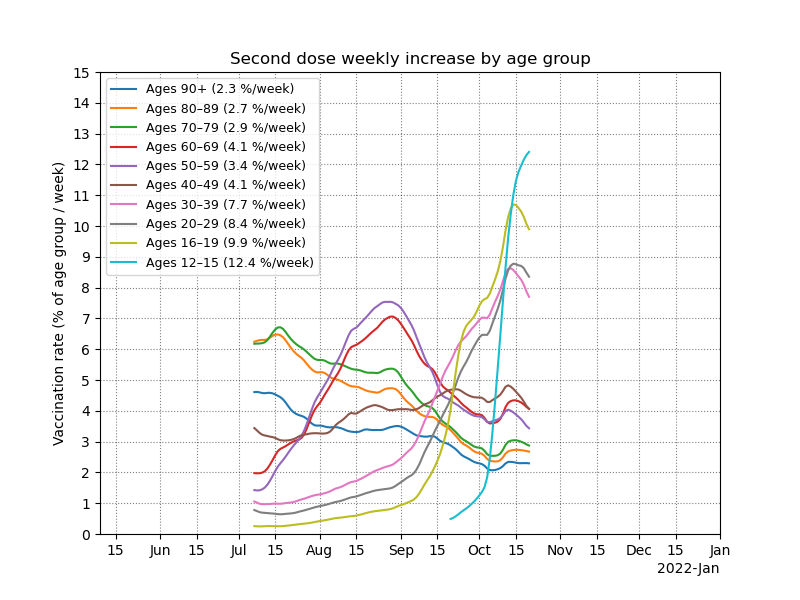 Second dose weekly increase by age group
Vaccination rate (% of age group / week)
15
14
13
12
11
10
9
8
7
6
5
4
3
2
1
0
Ages 90+ (2.3 %/week)
Ages 80–89 (2.7 %/week)
Ages 70–79 (2.9 %/week)
Ages 60–69 (4.1 %/week)
Ages 50–59 (3.4 %/week)
Ages 40–49 (4.1 %/week)
Ages 30–39 (7.7 %/week)
Ages 20–29 (8.4 %/week)
Ages 16–19 (9.9 %/week)
Ages 12–15 (12.4 %/week)
15 Jun 15 Jul 15 Aug 15 Sep 15 Oct 15 Nov 15 Dec 15 Jan
2022-Jan